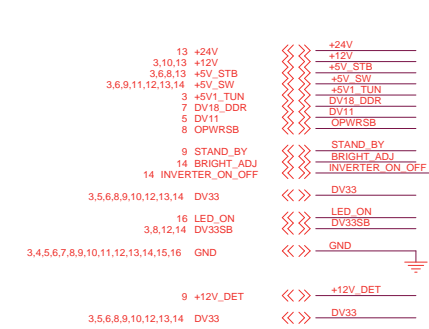 13 +24V +24V
3,10,13 +12V +12V
3,6,8,13 +5V_STB +5V_STB
3,6,9,11,12,13,14 +5V_SW +5V_SW
3 +5V1_TUN +5V1_TUN
7 DV18_DDR DV18_DDR
5 DV11 DV11
8 OPWRSB OPWRSB
9 STAND_BY STAND_BY
14 BRIGHT_ADJ BRIGHT_ADJ
14 INVERTER_ON_OFF INVERTER_ON_OFF
3,5,6,8,9,10,12,13,14 DV33 DV33
16 LED_ON LED_ON
3,8,12,14 DV33SB DV33SB
3,4,5,6,7,8,9,10,11,12,13,14,15,16 GND GND
9 +12V_DET +12V_DET
3,5,6,8,9,10,12,13,14 DV33 DV33